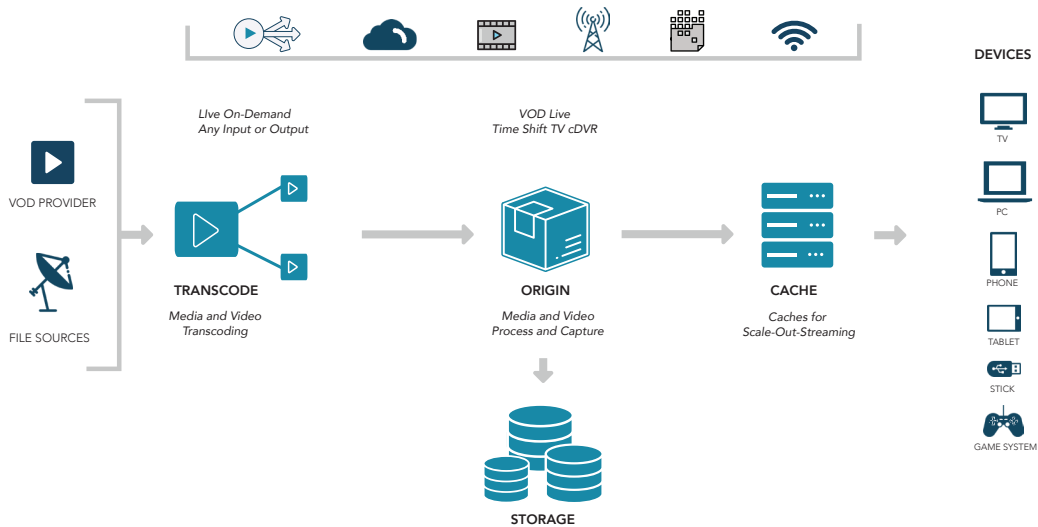 DEVICES
LIve On-Demand
Any Input or Output
VOD Live
Time Shift TV cDVR
TV
VOD PROVIDER
PC
TRANSCODE
ORIGIN
CACHE
PHONE
Media and Video
Transcoding
Media and Video
Process and Capture
Caches for
Scale-Out-Streaming
FILE SOURCES
TABLET
STICK
GAME SYSTEM
STORAGE